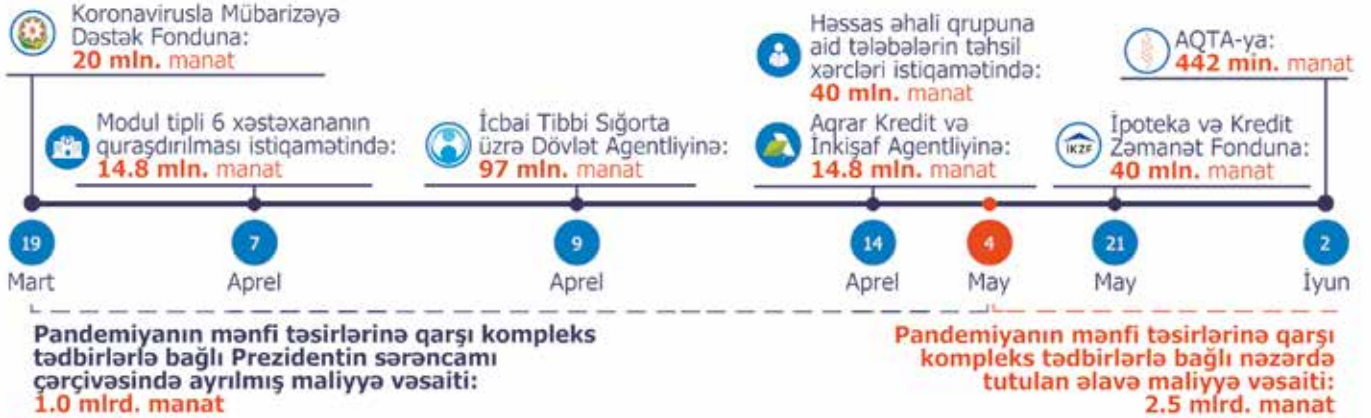 Koronavirusla Mübarizəyə
Dəstək Fonduna:
20 mln. manat
Modul tipli 6 xəstəxananın
quraşdırılması istiqamətində:
14.8 mln. manat
İcbai Tibbi Sığorta
üzrə Dövlət Agentliyinə:
97 mln. manat
Həssas əhali qrupuna
aid tələbələrin təhsil
xərcləri istiqamətində:
40 mln. manat
Aqrar Kredit və
İnkişaf Agentliyinə:
14.8 mln. manat
AQTA-ya:
442 min. manat
İKZF
İpoteka və Kredit
Zəmanət Fonduna:
40 mln. manat
19
Mart
7
Aprel
9
Aprel
14
Aprel
4
May
21
May
2
İyun
Pandemiyanın mənfi təsirlərinə qarşı kompleks
tədbirlərlə bağlı Prezidentin sərəncamı
çərçivəsində ayrılmış maliyyə vəsaiti:
1.0 mlrd. manat
Pandemiyanın mənfi təsirlərinə qarşı
kompleks tədbirlərlə bağlı nəzərdə
tutulan əlavə maliyyə vəsaiti:
2.5 mlrd. manat